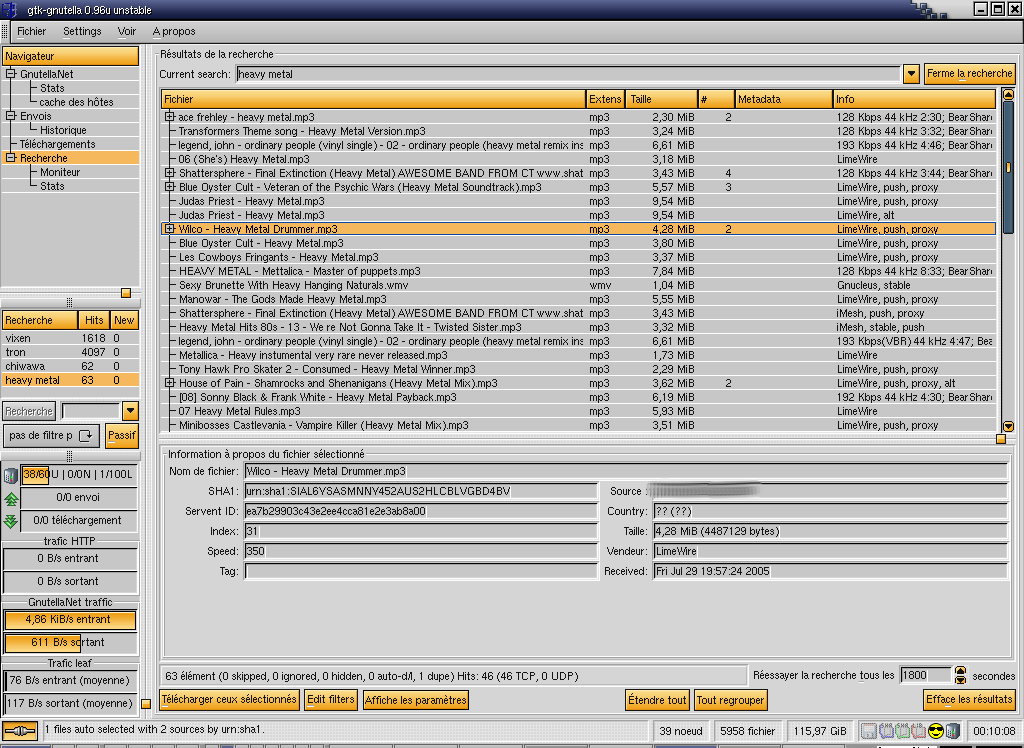 gtk-gnutella 0.96u unstable
Fichier Settings Voir A propos
Navigateur
GnutellaNet
Stats
cache des hôtes
Envois
Historique
Téléchargements
Recherche
Moniteur
Stats
Recherche Hits New
vixen 1618 0
tron 4097 0
chiwawa 62 0
heavy metal 63 0
Recherche
pas de filtre p Passif
38/60U | 0/0N | 1/100L
0/0 envoi
0/0 téléchargement
trafic HTTP
0 B/s entrant
0 B/s sortant
GnutellaNet traffic
4,86 KiB/s entrant
611 B/s sortant
Trafic leaf
76 B/s entrant (moyenne)
117 B/s sortant (moyenne)
Résultats de la recherche
Current search: heavy metal Ferme la recherche
Fichier Extens Taille # Metadata Info
ace frehley - heavy metal.mp3 mp3 2,30 MiB 2 128 Kbps 44 kHz 2:30; BearShare
Transformers Theme song - Heavy Metal Version.mp3 mp3 3,24 MiB 128 Kbps 44 kHz 3:32; BearShare
legend, john - ordinary people (vinyl single) - 02 - ordinary people (heavy metal remix ins mp3 6,61 MiB 193 Kbps 44 kHz 4:46; BearShare
06 (She's) Heavy Metal.mp3 mp3 3,18 MiB LimeWire
Shattersphere - Final Extinction (Heavy Metal) AWESOME BAND FROM CT www.shat mp3 3,43 MiB 4 128 Kbps 44 kHz 3:44; BearShare
Blue Oyster Cult - Veteran of the Psychic Wars (Heavy Metal Soundtrack).mp3 mp3 5,57 MiB 3 LimeWire, push, proxy
Judas Priest - Heavy Metal.mp3 mp3 9,54 MiB LimeWire, push, proxy
Judas Priest - Heavy Metal.mp3 mp3 9,54 MiB LimeWire, alt
Wilco - Heavy Metal Drummer.mp3 mp3 4,28 MiB 2 LimeWire, push, proxy
Blue Oyster Cult - Heavy Metal.mp3 mp3 3,80 MiB LimeWire, push, proxy
Les Cowboys Fringants - Heavy Metal.mp3 mp3 3,37 MiB LimeWire, push, proxy
HEAVY METAL - Mettalica - Master of puppets.mp3 mp3 7,84 MiB 128 Kbps 44 kHz 8:33; BearShare
Sexy Brunette With Heavy Hanging Naturals.wmv wmv 1,04 MiB Gnucleus, stable
Manowar - The Gods Made Heavy Metal.mp3 mp3 5,55 MiB LimeWire, push, proxy
Shattersphere - Final Extinction (Heavy Metal) AWESOME BAND FROM CT www.shat mp3 3,43 MiB iMesh, push, proxy
Heavy Metal Hits 80s - 13 - We re Not Gonna Take It - Twisted Sister.mp3 mp3 3,32 MiB iMesh, stable, push
legend, john - ordinary people (vinyl single) - 02 - ordinary people (heavy metal remix ins mp3 6,61 MiB 193 Kbps(VBR) 44 kHz 4:47; Bea
Metallica - Heavy instumental very rare never released.mp3 mp3 1,73 MiB LimeWire
Tony Hawk Pro Skater 2 - Consumed - Heavy Metal Winner.mp3 mp3 2,29 MiB LimeWire, push, proxy
House of Pain - Shamrocks and Shenanigans (Heavy Metal Mix).mp3 mp3 3,62 MiB 2 LimeWire, push, proxy, alt
[08] Sonny Black & Frank White - Heavy Metal Payback.mp3 mp3 6,19 MiB 192 Kbps 44 kHz 4:30; BearShare
07 Heavy Metal Rules.mp3 mp3 5,93 MiB LimeWire
Minibosses Castlevania - Vampire Killer (Heavy Metal Mix).mp3 mp3 3,51 MiB LimeWire, push, proxy
Information à propos du fichier sélectionné
Nom de fichier: Wilco - Heavy Metal Drummer.mp3
SHA1: urn:sha1:SIAL6YSASMNNY452AUS2HLCBLVGBD4BV Source :
Servent ID: ea7b29903c43e2ee4cca81e2e3ab8a00 Country: ?? (??)
Index: 31 Taille: 4,28 MiB (4487129 bytes)
Speed: 350 Vendeur: LimeWire
Tag: Received: Fri Jul 29 19:57:24 2005
63 élément (0 skipped, 0 ignored, 0 hidden, 0 auto-d/l, 1 dupe) Hits: 46 (46 TCP, 0 UDP) Réessayer la recherche tous les 1800 secondes
Télécharger ceux sélectionnés Edit filters Affiche les paramètres Étendre tout Tout regrouper Efface les résultats
1 files auto selected with 2 sources by urn:sha1. 39 noeud 5958 fichier 115,97 GiB 00:10:08